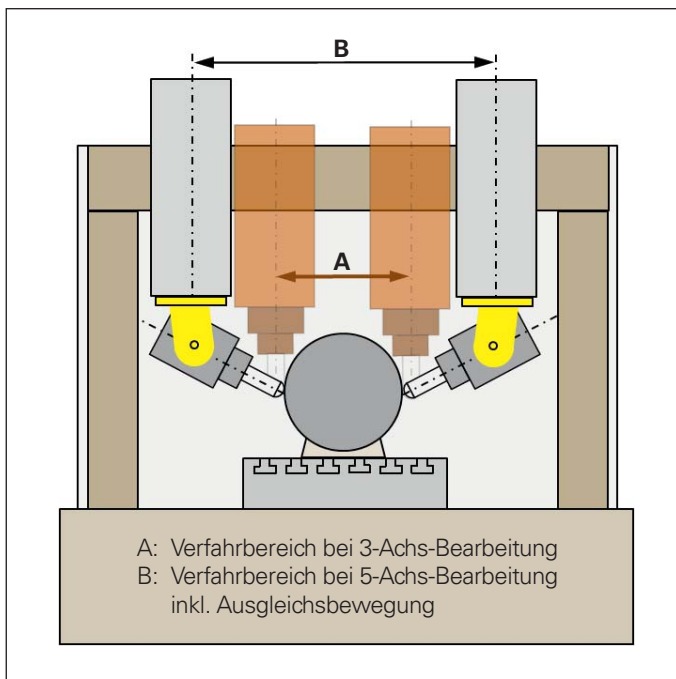 B
A
A: Verfahrbereich bei 3-Achs-Bearbeitung
B: Verfahrbereich bei 5-Achs-Bearbeitung
inkl. Ausgleichsbewegung